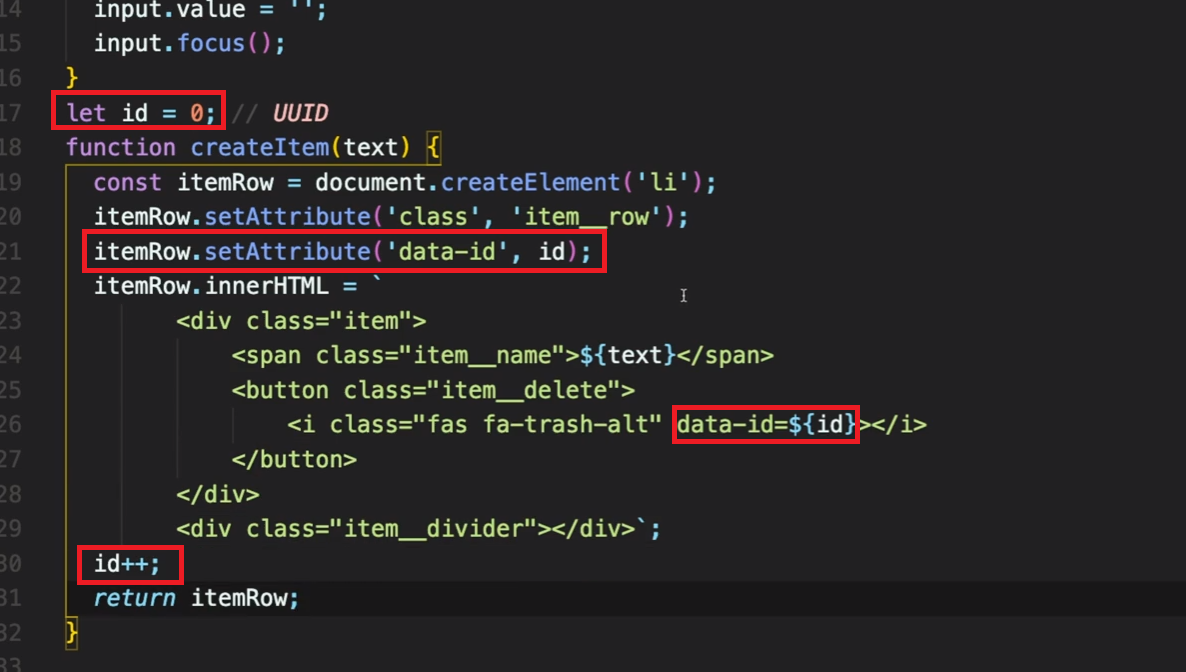 14 input.value = '';
15 input.focus();
16 }
17 let id = 0; // UUID
18 function createItem(text) {
19 const itemRow = document.createElement('li');
20 itemRow.setAttribute('class', 'item__row');
21 itemRow.setAttribute('data-id', id);
22 itemRow.innerHTML = `
23 <div class="item">
24 <span class="item__name">${text}</span>
25 <button class="item__delete">
26 <i class="fas fa-trash-alt" data-id=${id}></i>
27 </button>
28 </div>
29 <div class="item__divider"></div>`;
30 id++;
31 return itemRow;
32 }
33